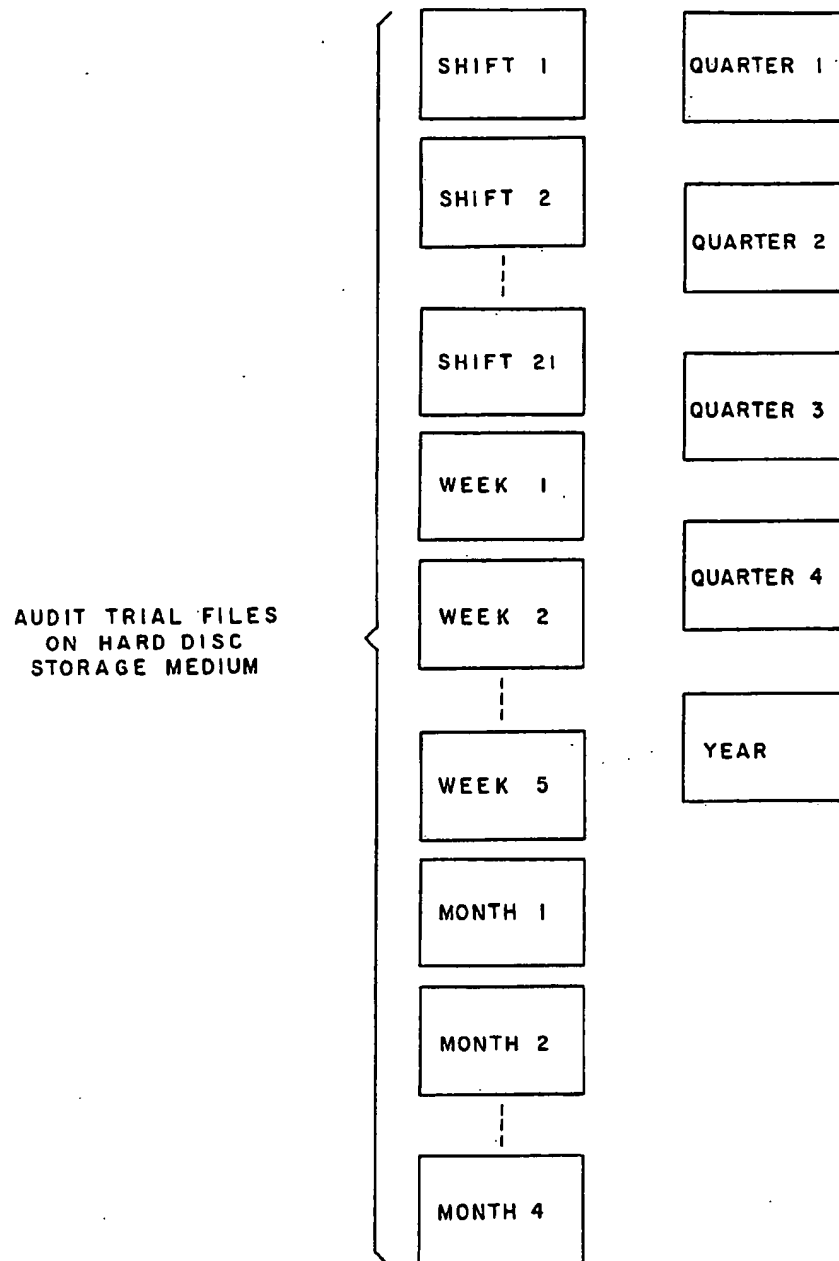 AUDIT TRIAL FILES
ON HARD DISC
STORAGE MEDIUM
SHIFT 1
SHIFT 2
SHIFT 21
WEEK 1
WEEK 2
WEEK 5
MONTH 1
MONTH 2
MONTH 4
QUARTER 1
QUARTER 2
QUARTER 3
QUARTER 4
YEAR